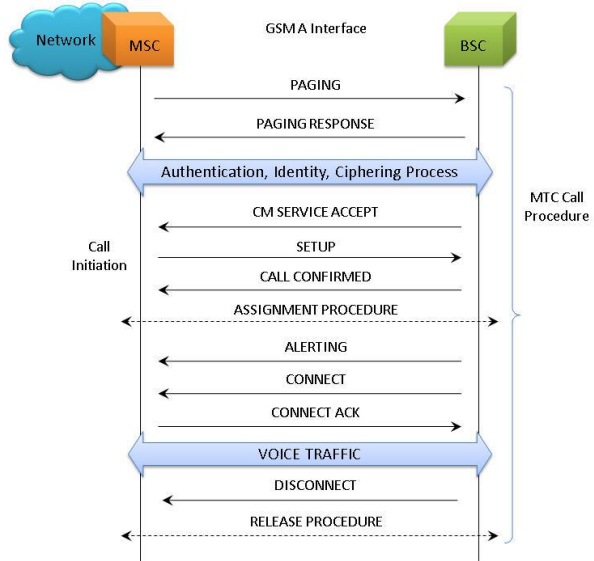 GSM A Interface
Network
MSC
BSC
PAGING
PAGING RESPONSE
Authentication, Identity, Ciphering Process
MTC Call
Procedure
CM SERVICE ACCEPT
Call
Initiation
SETUP
CALL CONFIRMED
ASSIGNMENT PROCEDURE
ALERTING
CONNECT
CONNECT ACK
VOICE TRAFFIC
DISCONNECT
RELEASE PROCEDURE